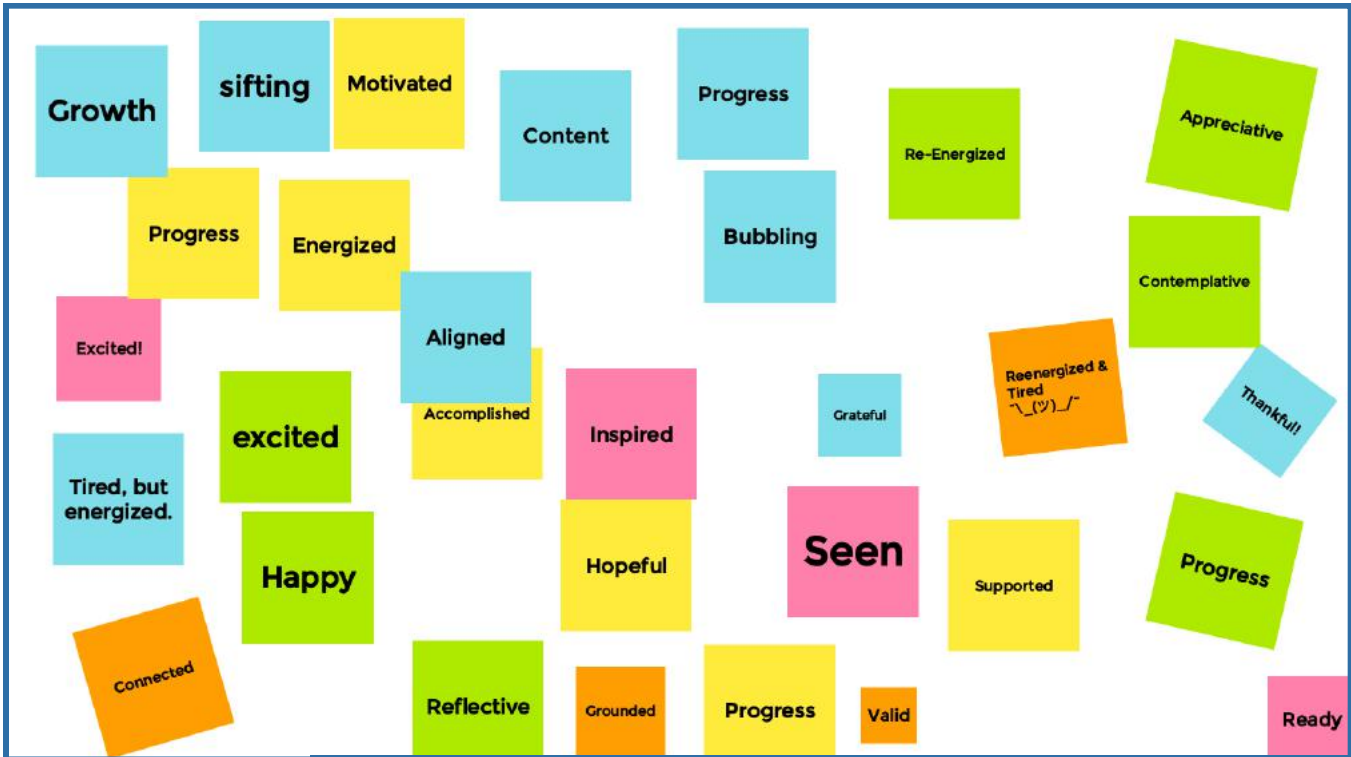 Growth
sifting
Motivated
Content
Progress
Re-Energized
Appreciative
Progress
Energized
Bubbling
Contemplative
Excited!
Aligned
Accomplished
Reenergized &
Tired
¯\_(ツ)_/¯
Thankful!
excited
Inspired
Grateful
Tired, but
energized.
Happy
Hopeful
Seen
Supported
Progress
Connected
Reflective
Grounded
Progress
Valid
Ready